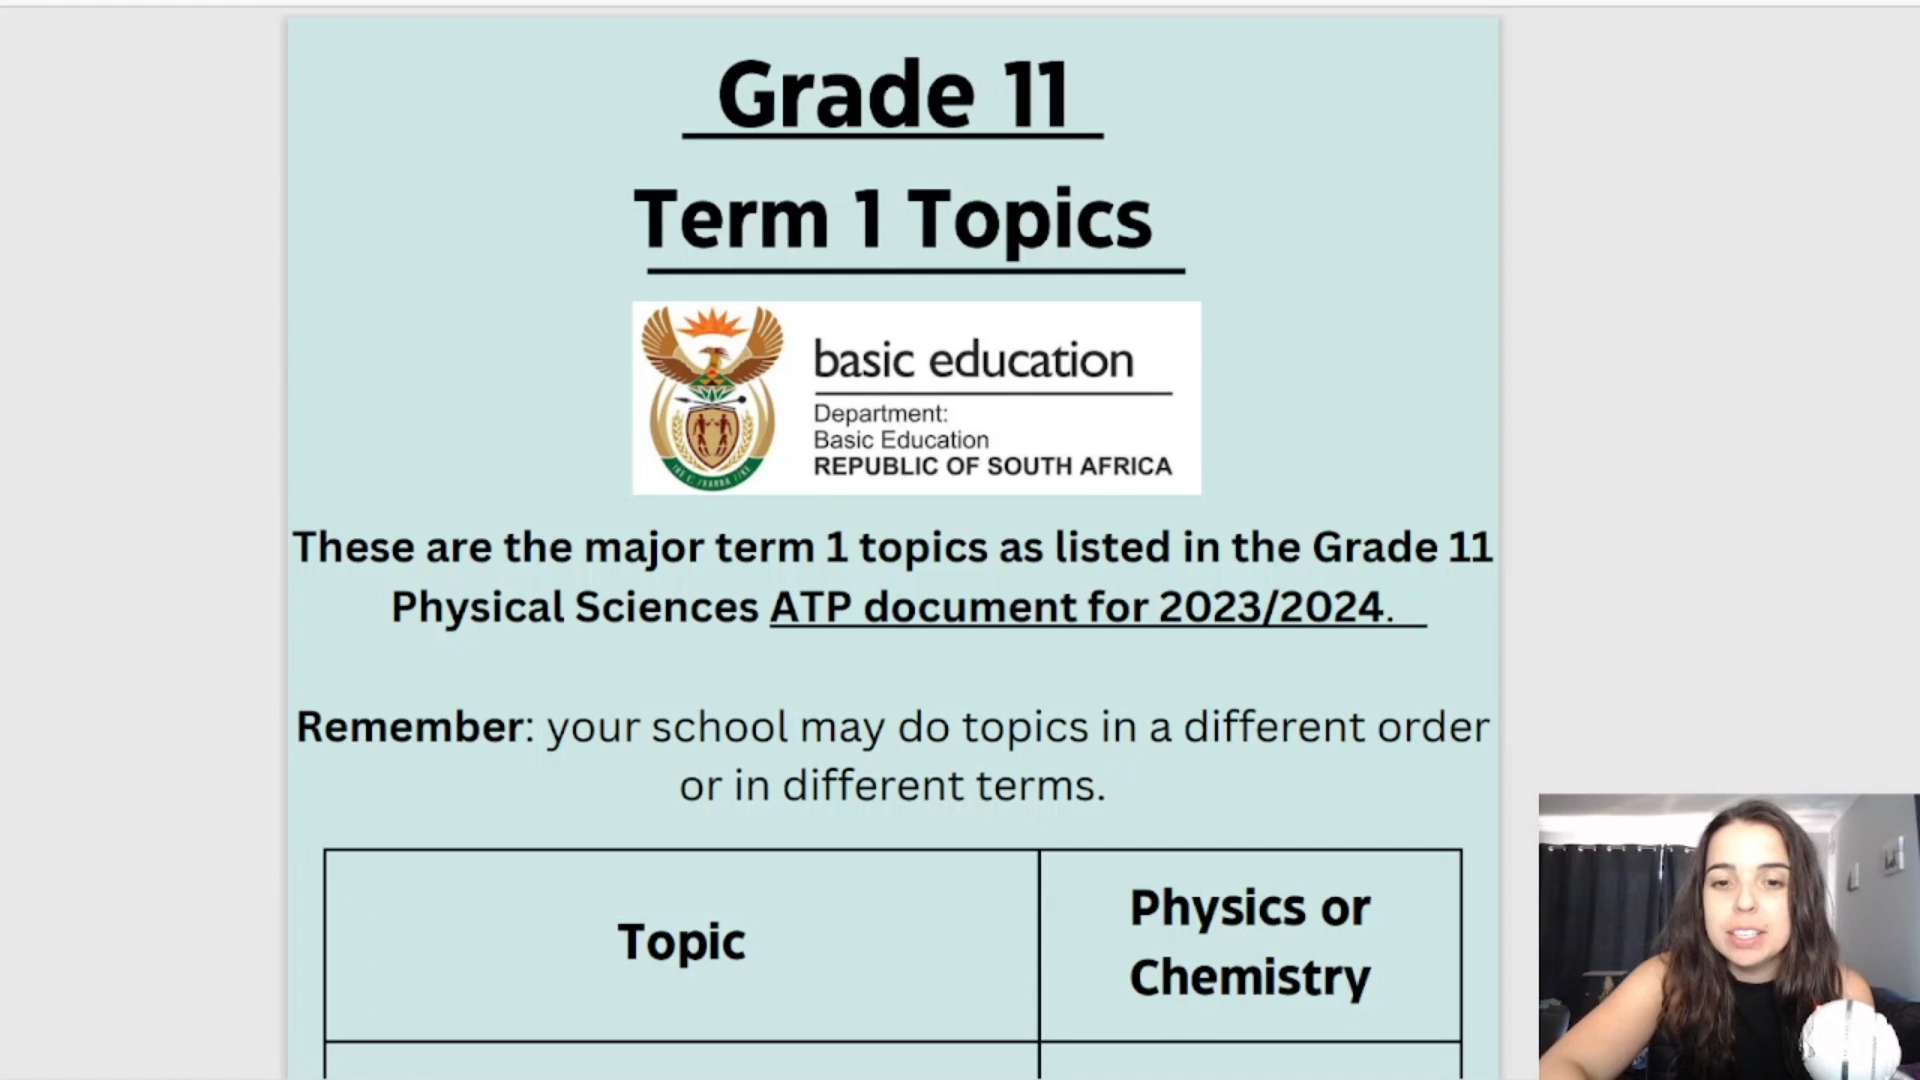 Grade 11
Term 1 Topics
basic education
Department:
Basic Education
REPUBLIC OF SOUTH AFRICA
These are the major term 1 topics as listed in the Grade 11
Physical Sciences ATP document for 2023/2024.
Remember: your school may do topics in a different order
or in different terms.
Topic
Physics or
Chemistry